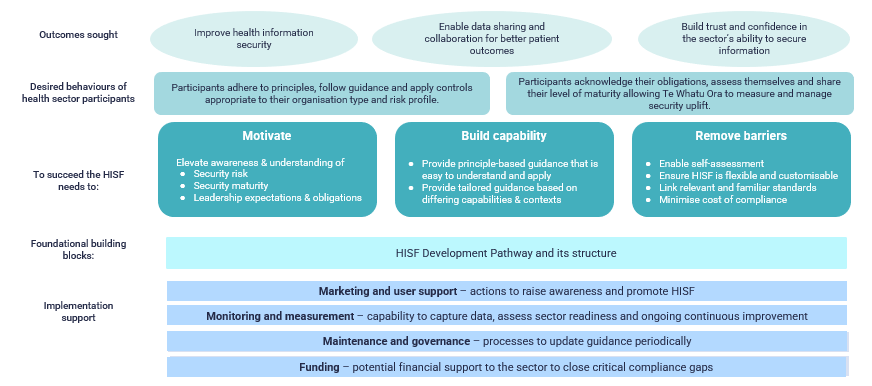 Outcomes sought
Improve health information
security
Enable data sharing and
collaboration for better patient
outcomes
Build trust and confidence in
the sector's ability to secure
information
Desired behaviours of
health sector participants
Participants adhere to principles, follow guidance and apply controls
appropriate to their organisation type and risk profile.
Participants acknowledge their obligations, assess themselves and share
their level of maturity allowing Te Whatu Ora to measure and manage
security uplift.
To succeed the HISF
needs to:
Motivate
Elevate awareness & understanding of
• Security risk
• Security maturity
• Leadership expectations & obligations
Build capability
• Provide principle-based guidance that is
easy to understand and apply
• Provide tailored guidance based on
differing capabilities & contexts
Remove barriers
• Enable self-assessment
• Ensure HISF is flexible and customisable
• Link relevant and familiar standards
• Minimise cost of compliance
Foundational building
blocks:
HISF Development Pathway and its structure
Implementation
support
Marketing and user support – actions to raise awareness and promote HISF
Monitoring and measurement – capability to capture data, assess sector readiness and ongoing continuous improvement
Maintenance and governance – processes to update guidance periodically
Funding – potential financial support to the sector to close critical compliance gaps